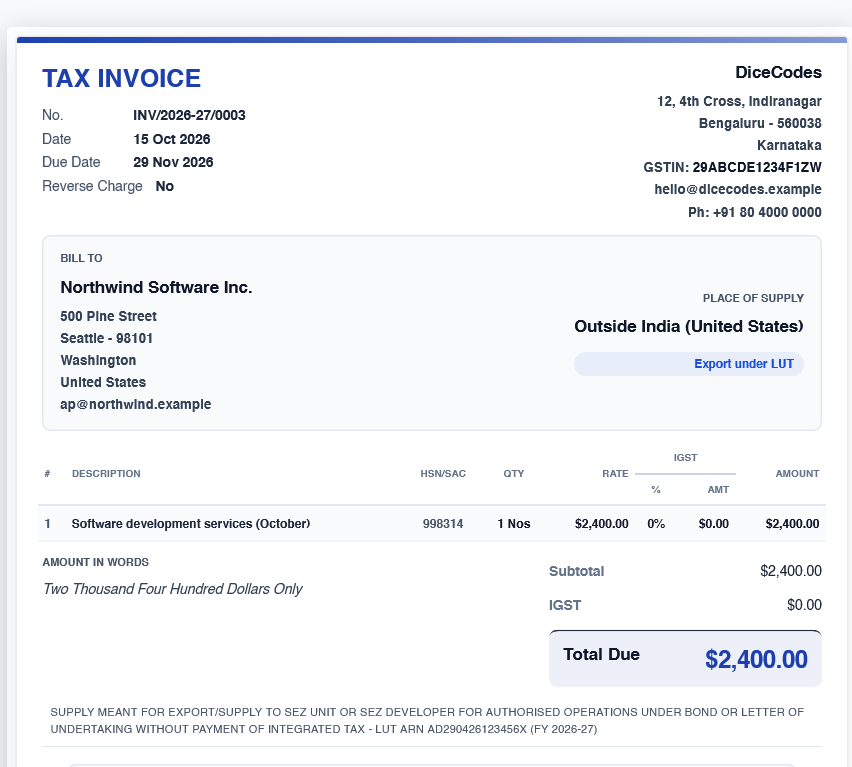 TAX INVOICE
No. INV/2026-27/0003
Date 15 Oct 2026
Due Date 29 Nov 2026
Reverse Charge No
DiceCodes
12, 4th Cross, Indiranagar
Bengaluru - 560038
Karnataka
GSTIN: 29ABCDE1234F1ZW
hello@dicecodes.example
Ph: +91 80 4000 0000
BILL TO
Northwind Software Inc.
500 Pine Street
Seattle - 98101
Washington
United States
ap@northwind.example
PLACE OF SUPPLY
Outside India (United States)
Export under LUT
# DESCRIPTION HSN/SAC QTY RATE IGST % AMT AMOUNT
1 Software development services (October) 998314 1 Nos $2,400.00 0% $0.00 $2,400.00
AMOUNT IN WORDS
Two Thousand Four Hundred Dollars Only
Subtotal $2,400.00
IGST $0.00
Total Due $2,400.00
SUPPLY MEANT FOR EXPORT/SUPPLY TO SEZ UNIT OR SEZ DEVELOPER FOR AUTHORISED OPERATIONS UNDER BOND OR LETTER OF
UNDERTAKING WITHOUT PAYMENT OF INTEGRATED TAX - LUT ARN AD290426123456X (FY 2026-27)